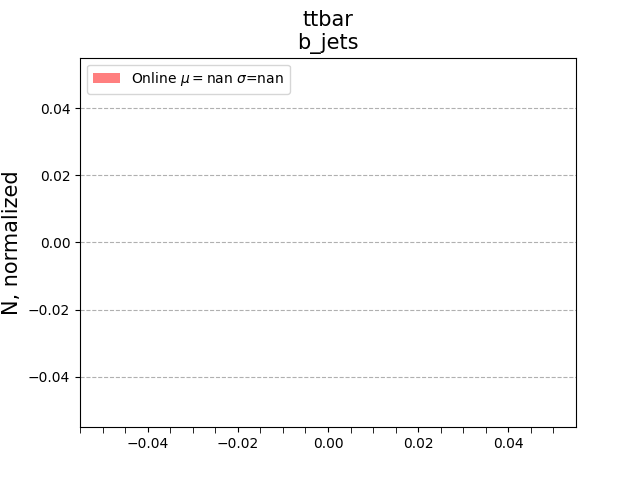 ttbar
b_jets
Online μ = nan σ=nan
N, normalized
0.04
0.02
0.00
−0.02
−0.04
−0.04 −0.02 0.00 0.02 0.04